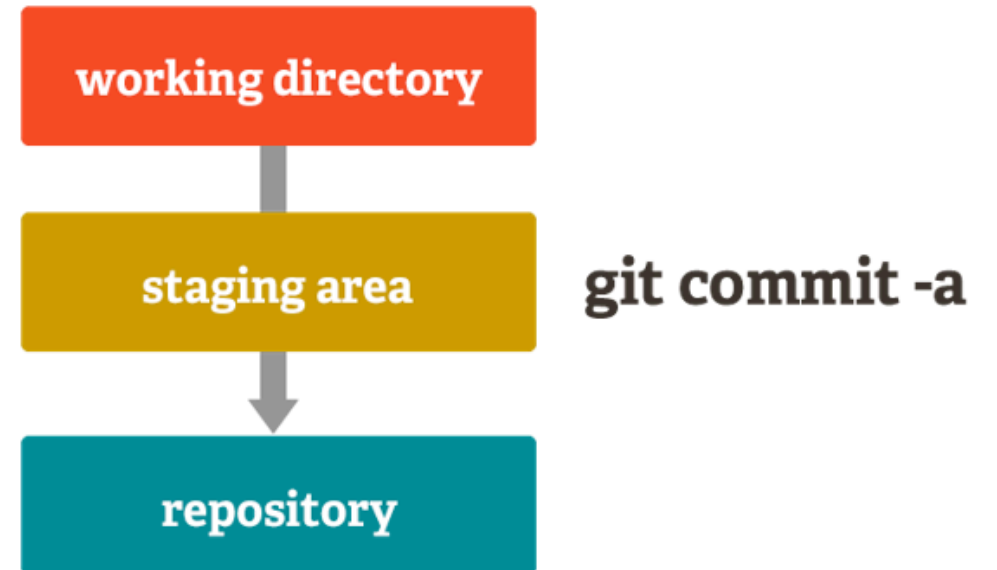 working directory
staging area
git commit -a
repository